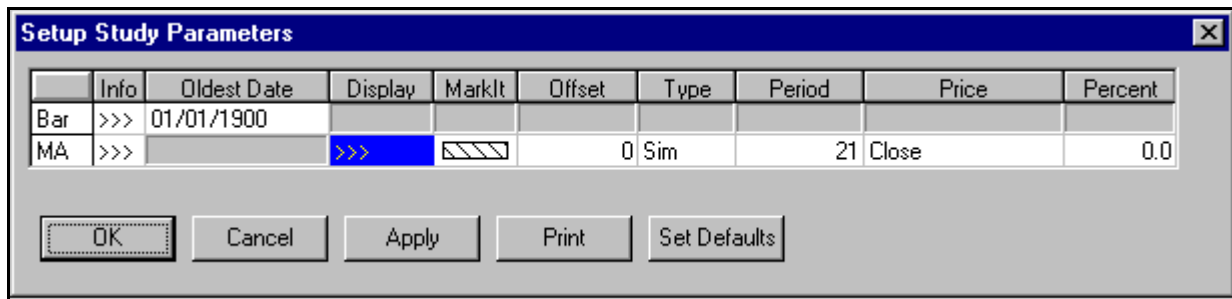 Setup Study Parameters
Info Oldest Date Display MarkIt Offset Type Period Price Percent
Bar >>> 01/01/1900
MA >>> >>> 0 Sim 21 Close 0.0
OK Cancel Apply Print Set Defaults